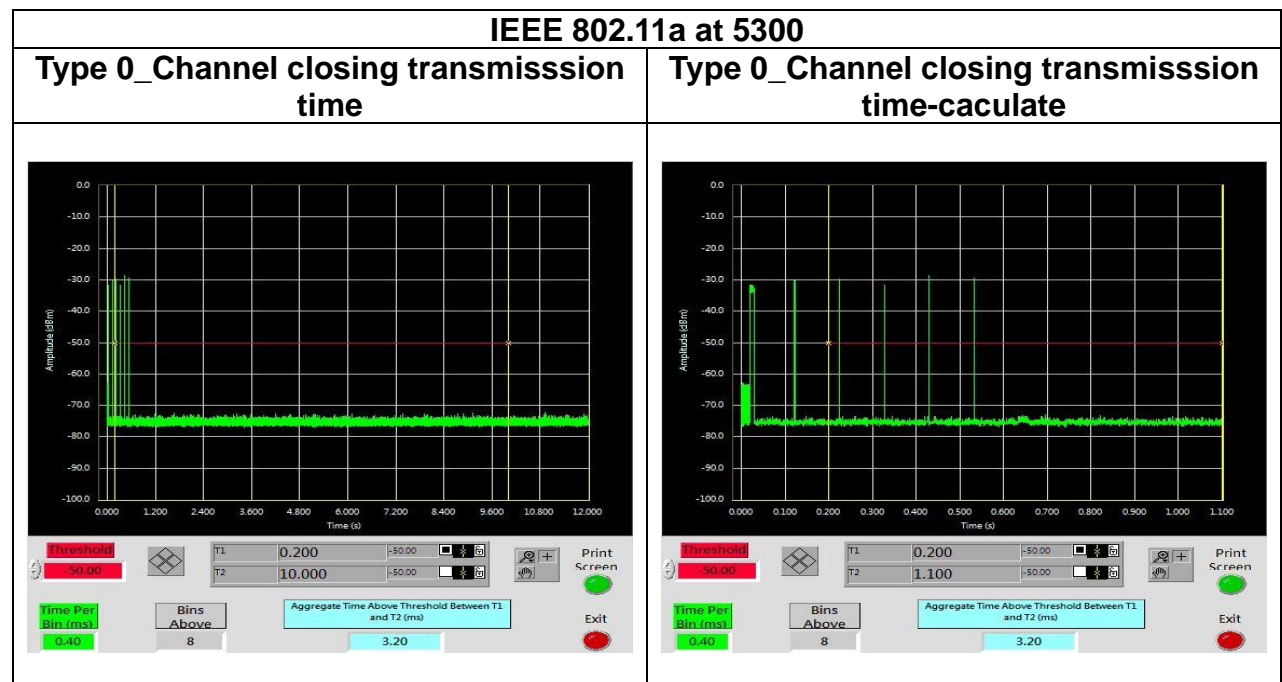 IEEE 802.11a at 5300
Type 0_Channel closing transmisssion
time
Type 0_Channel closing transmisssion
time-caculate
0.0
-10.0
-20.0
-30.0
-40.0
-50.0
-60.0
-70.0
-80.0
-90.0
-100.0
Amplitude (dBm)
0.000 1.200 2.400 3.600 4.800 6.000 7.200 8.400 9.600 10.800 12.000
Time (s)
Threshold
-50.00
T1 0.200 -50.00
T2 10.000 -50.00
Print
Screen
Time Per
Bin (ms)
0.40
Bins
Above
8
Aggregate Time Above Threshold Between T1
and T2 (ms)
3.20
Exit
0.0
-10.0
-20.0
-30.0
-40.0
-50.0
-60.0
-70.0
-80.0
-90.0
-100.0
Amplitude (dBm)
0.000 0.100 0.200 0.300 0.400 0.500 0.600 0.700 0.800 0.900 1.000 1.100
Time (s)
Threshold
-50.00
T1 0.200 -50.00
T2 1.100 -50.00
Print
Screen
Time Per
Bin (ms)
0.40
Bins
Above
8
Aggregate Time Above Threshold Between T1
and T2 (ms)
3.20
Exit